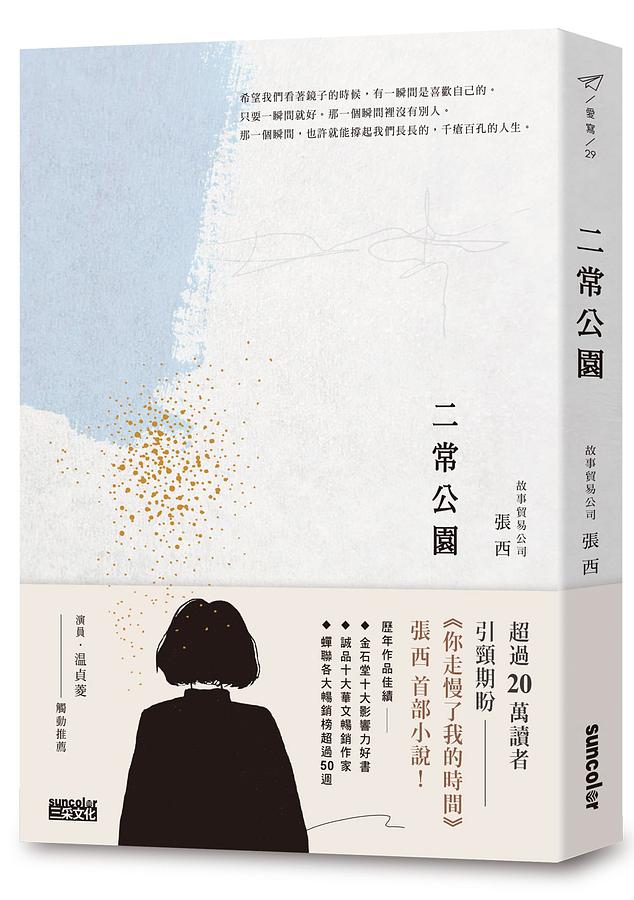 希望我們看著鏡子的時候，有一瞬間是喜歡自己的。
只要一瞬間就好。那一個瞬間裡沒有別人。
那一個瞬間，也許就能撐起我們長長的，千瘡百孔的人生。
二常公園
故事貿易公司
張西
超過20萬讀者
引頸期盼
《你走慢了我的時間》
張西 首部小說！
歷年作品佳績
◆ 金石堂十大影響力好書
◆ 誠品十大華文暢銷作家
◆ 蟬聯各大暢銷榜超過50週
演員．温貞菱
觸動推薦
suncolor
三采文化
愛寫
29
二常公園
故事貿易公司 張西
suncolor